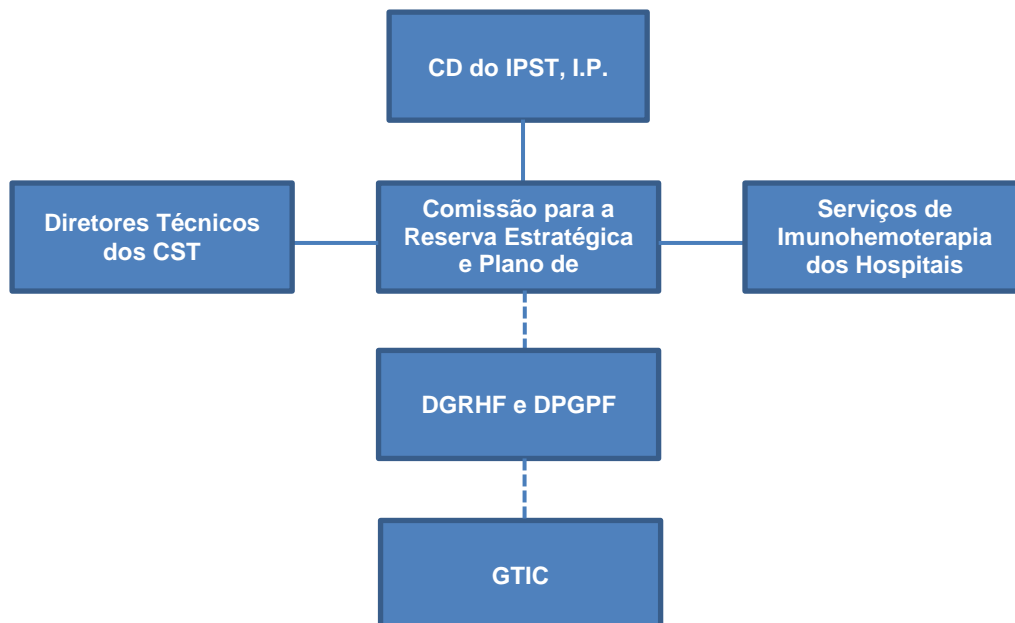 CD do IPST, I.P.
Diretores Técnicos
dos CST
Comissão para a
Reserva Estratégica
e Plano de
Serviços de
Imunohemoterapia
dos Hospitais
DGRHF e DPGPF
GTIC